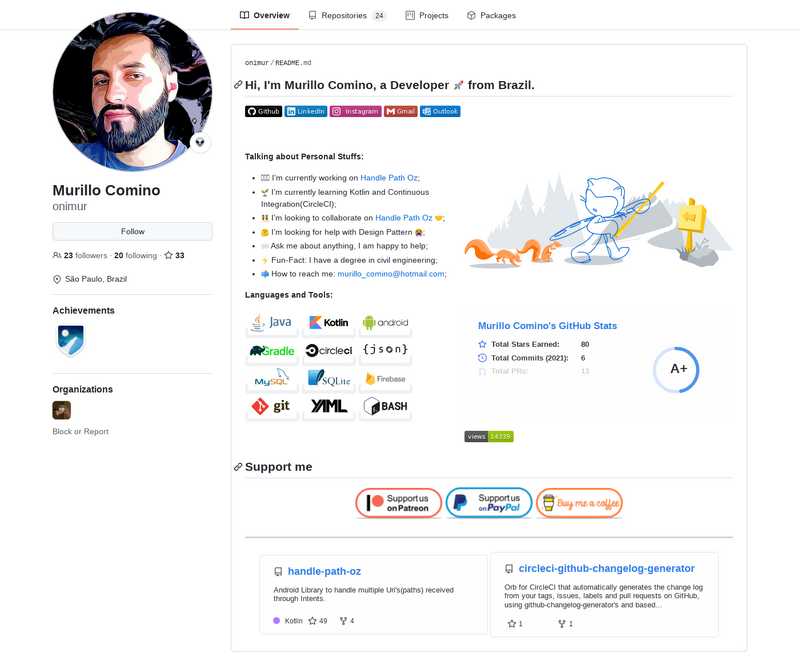 Overview
Repositories 24
Projects
Packages
onimur/README.md
Hi, I'm Murillo Comino, a Developer 🚀 from Brazil.
Github
LinkedIn
Instagram
Gmail
Outlook
Murillo Comino
onimur
Follow
23 followers · 20 following · 33
São Paulo, Brazil
Achievements
Organizations
Block or Report
Talking about Personal Stuffs:
I'm currently working on Handle Path Oz;
🌱 I'm currently learning Kotlin and Continuous
Integration(CircleCI);
I'm looking to collaborate on Handle Path Oz 🤝;
I'm looking for help with Design Pattern 😭;
Ask me about anything, I am happy to help;
⚡ Fun-Fact: I have a degree in civil engineering;
📫 How to reach me: murillo_comino@hotmail.com;
Languages and Tools:
Java
Kotlin
android
Gradle
circleci
{json}
MySQL
SQLite
Firebase
git
YAML
BASH
Murillo Comino's GitHub Stats
Total Stars Earned: 80
Total Commits (2021): 6
Total PRs: 13
A+
views 14339
Support me
Support us
on Patreon
Support us
on PayPal
Buy me a coffee
handle-path-oz
Android Library to handle multiple Uri's(paths) received
through Intents.
Kotlin 49 4
circleci-github-changelog-generator
Orb for CircleCI that automatically generates the change log
from your tags, issues, labels and pull requests on GitHub,
using github-changelog-generator's and based...
1 1